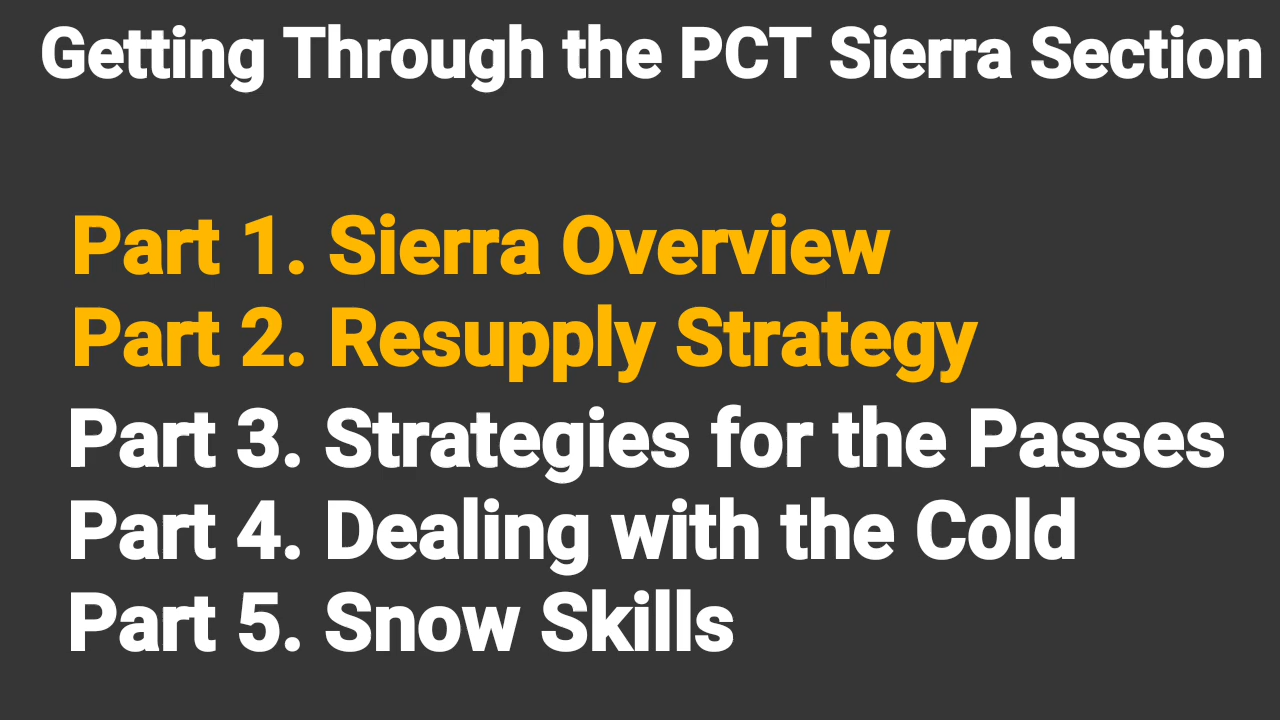 Getting Through the PCT Sierra Section
Part 1. Sierra Overview
Part 2. Resupply Strategy
Part 3. Strategies for the Passes
Part 4. Dealing with the Cold
Part 5. Snow Skills